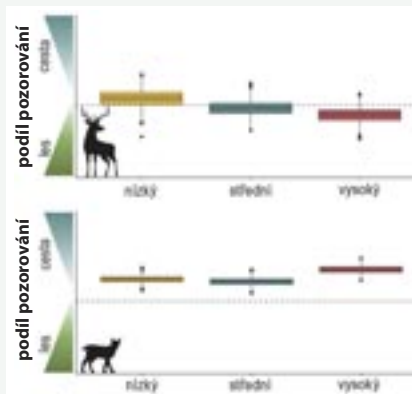 podíl pozorování
cesta
les
nízký
střední
vysoký
podíl pozorování
cesta
les
nízký
střední
vysoký